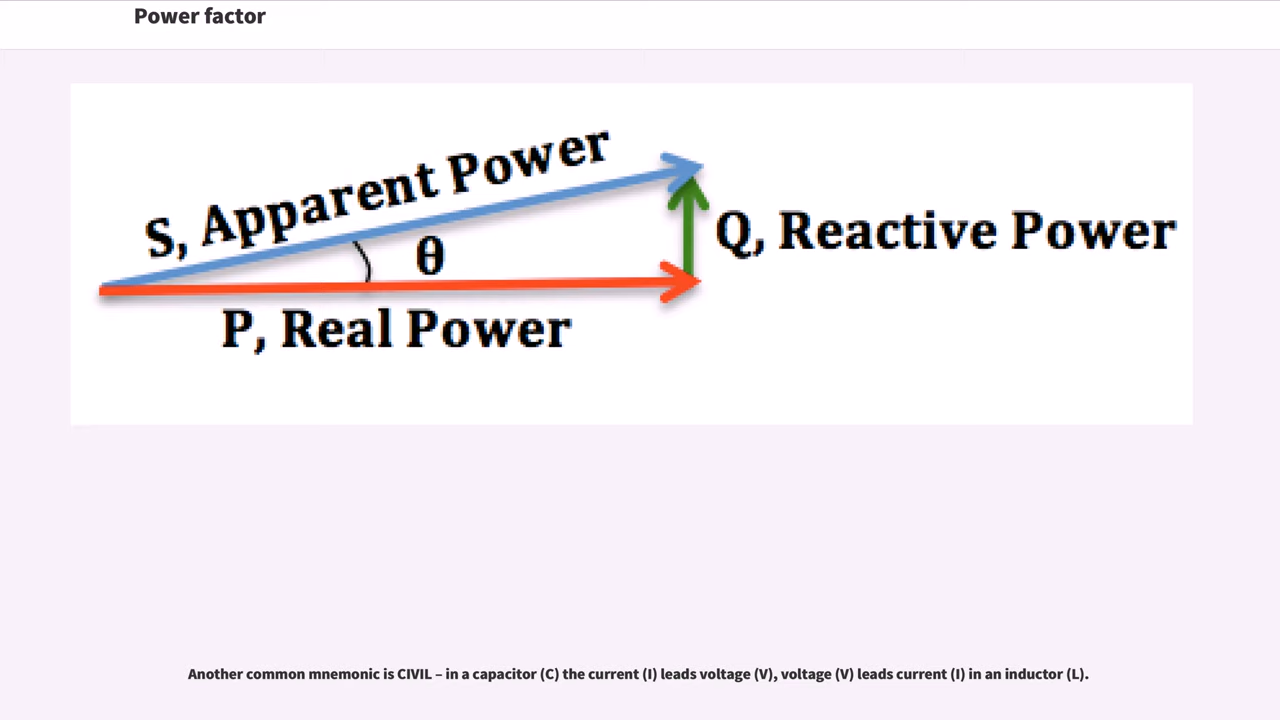 Power factor
S, Apparent Power
θ
Q, Reactive Power
P, Real Power
Another common mnemonic is CIVIL – in a capacitor (C) the current (I) leads voltage (V), voltage (V) leads current (I) in an inductor (L).